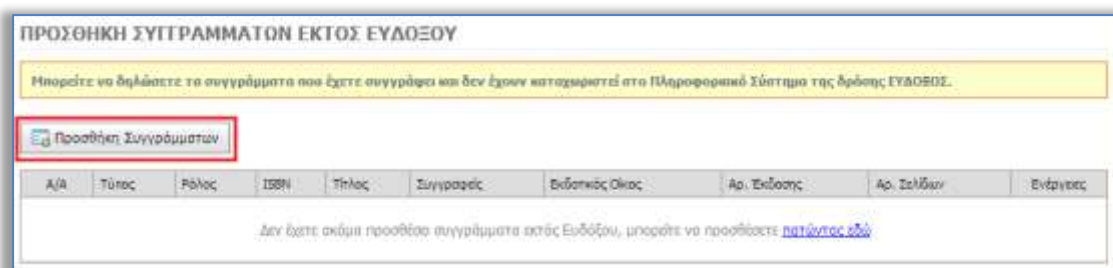 ΠΡΟΣΘΗΚΗ ΣΥΓΓΡΑΜΜΑΤΩΝ ΕΚΤΟΣ ΕΥΔΟΞΟΥ
Μπορείτε να δηλώσετε τα συγγράμματα που έχετε συγγράψει και δεν έχουν καταχωριστεί στο Πληροφοριακό Σύστημα της δράσης ΕΥΔΟΞΟΣ.
Προσθήκη Συγγραμμάτων
Α/Α Τύπος Ρόλος ISBN Τίτλος Συγγραφείς Εκδοτικός Οίκος Αρ. Έκδοσης Αρ. Σελίδων Ενέργειες
Δεν έχετε ακόμα προσθέσει συγγράμματα εκτός Ευδόξου, μπορείτε να προσθέσετε πατώντας εδώ